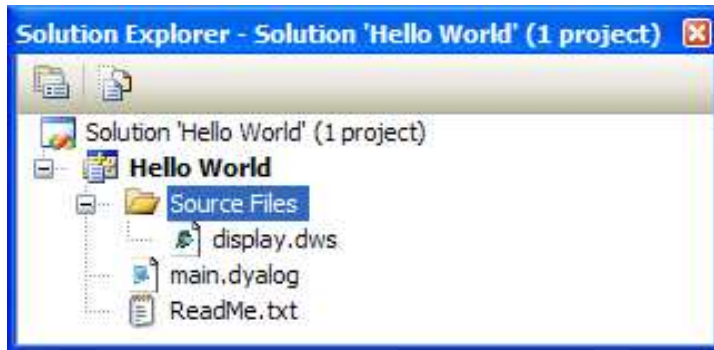 Solution Explorer - Solution 'Hello World' (1 project)
Solution 'Hello World' (1 project)
Hello World
Source Files
display.dws
main.dyalog
ReadMe.txt